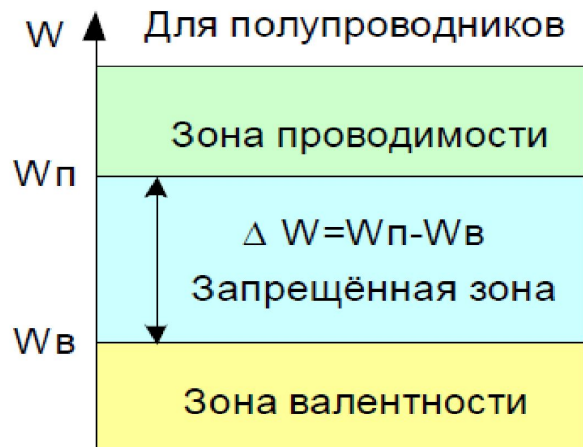 W
Для полупроводников
Зона проводимости
Wп
Δ W=Wп-Wв
Запрещённая зона
Wв
Зона валентности